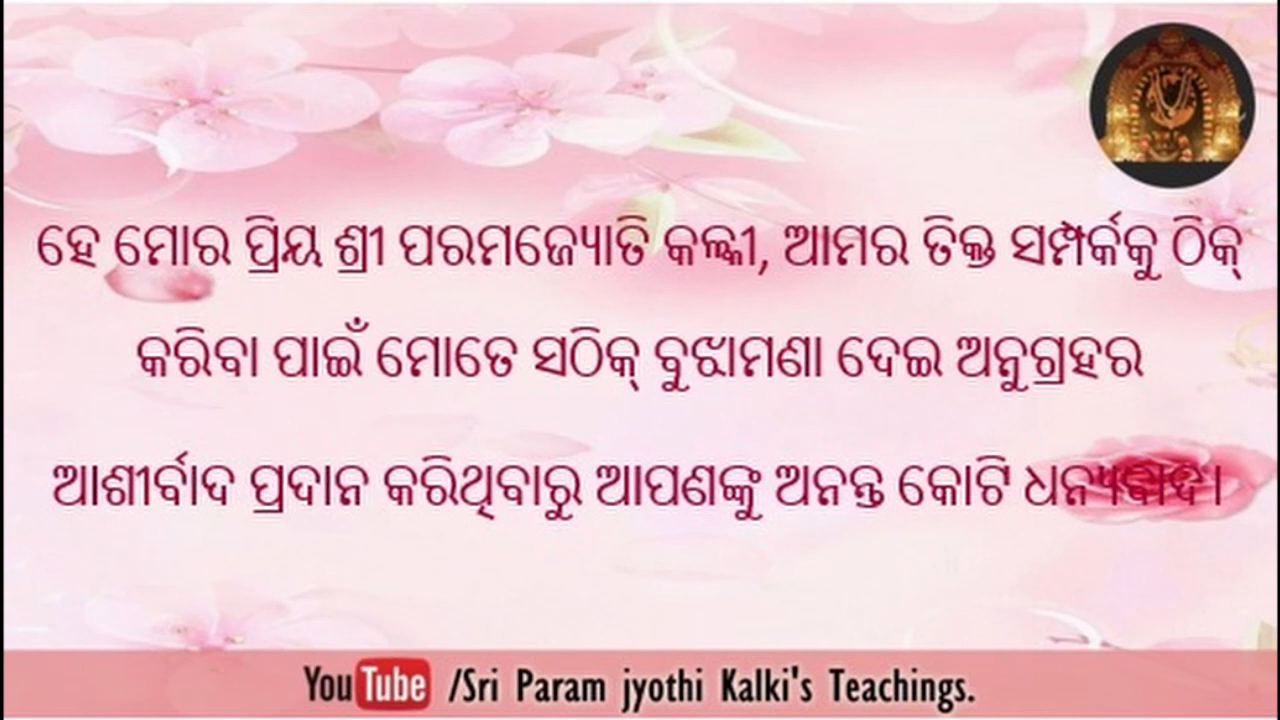 ହେ ମୋର ପ୍ରିୟ ଶ୍ରୀ ପରମଜ୍ୟୋତି କଳ୍କୀ, ଆମର ତିକ୍ତ ସମ୍ପର୍କକୁ ଠିକ୍
କରିବା ପାଇଁ ମୋତେ ସଠିକ୍ ବୁଝାମଣା ଦେଇ ଅନୁଗ୍ରହର
ଆଶୀର୍ବାଦ ପ୍ରଦାନ କରିଥିବାରୁ ଆପଣଙ୍କୁ ଅନନ୍ତ କୋଟି ଧନ୍ୟବାଦ।
YouTube /Sri Param jyothi Kalki's Teachings.